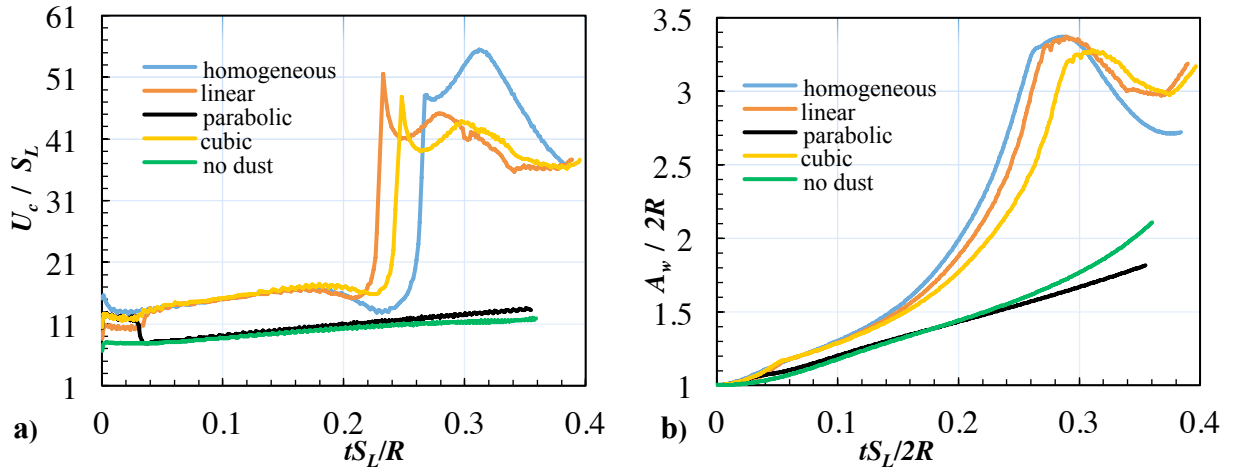 61
51
41
31
21
11
1
U_c / S_L
homogeneous
linear
parabolic
cubic
no dust
0
0.1
0.2
0.3
0.4
a)
tS_L/R
3.5
3
2.5
2
1.5
1
A_w / 2R
homogeneous
linear
parabolic
cubic
no dust
0
0.1
0.2
0.3
0.4
b)
tS_L/2R